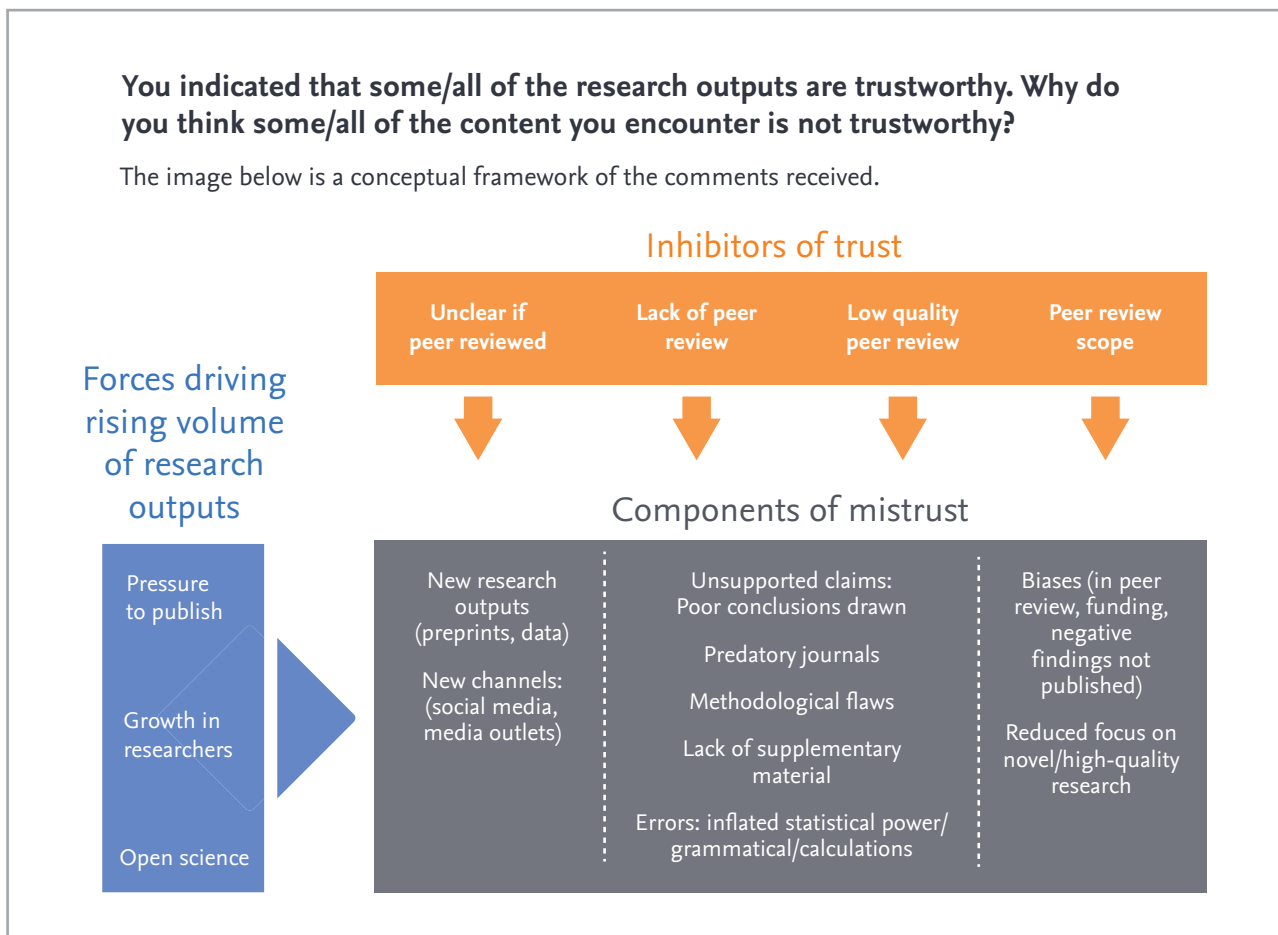 You indicated that some/all of the research outputs are trustworthy. Why do
you think some/all of the content you encounter is not trustworthy?
The image below is a conceptual framework of the comments received.
Inhibitors of trust
Unclear if
peer reviewed
Lack of peer
review
Low quality
peer review
Peer review
scope
Forces driving
rising volume
of research
outputs
Pressure
to publish
Growth in
researchers
Open science
Components of mistrust
New research
outputs
(preprints, data)
New channels:
(social media,
media outlets)
Unsupported claims:
Poor conclusions drawn
Predatory journals
Methodological flaws
Lack of supplementary
material
Errors: inflated statistical power/
grammatical/calculations
Biases (in peer
review, funding,
negative
findings not
published)
Reduced focus on
novel/high-quality
research